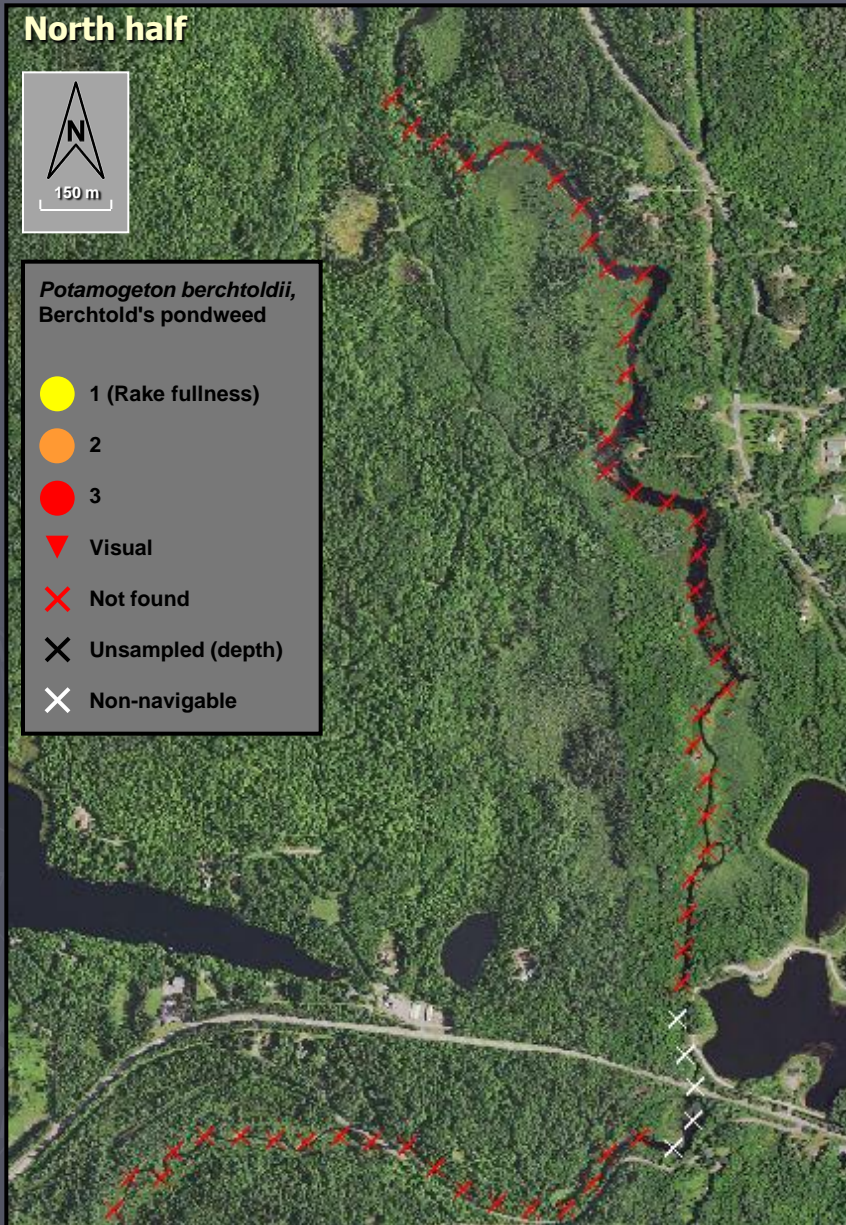 North half
N
150 m
Potamogeton berchtoldii,
Berchtold's pondweed
1 (Rake fullness)
2
3
Visual
Not found
Unsampled (depth)
Non-navigable